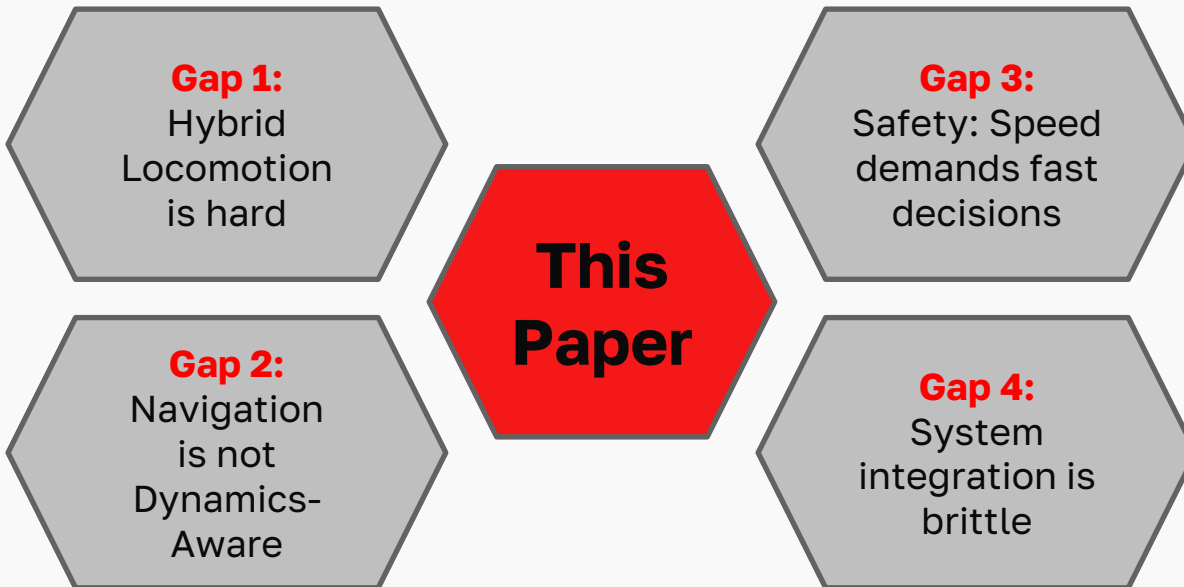 Gap 1:
Hybrid
Locomotion
is hard
Gap 2:
Navigation
is not
Dynamics-
Aware
This
Paper
Gap 3:
Safety: Speed
demands fast
decisions
Gap 4:
System
integration is
brittle